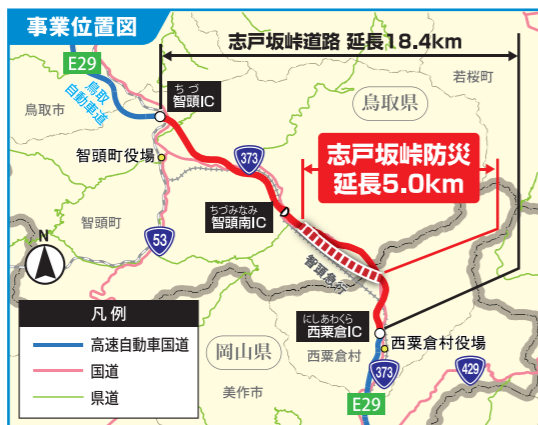 事業位置図
志戸坂峠道路 延長18.4km
E29
若桜町
ちづ
智頭IC
鳥取
自動車道
鳥取市
鳥取県
智頭町役場
373
志戸坂峠防災
延長5.0km
ちづみなみ
智頭南IC
智頭町
53
N
智頭急行
凡例
高速自動車国道
国道
県道
にしあわくら
西粟倉IC
西粟倉村役場
岡山県
西粟倉村
373
429
美作市
E29